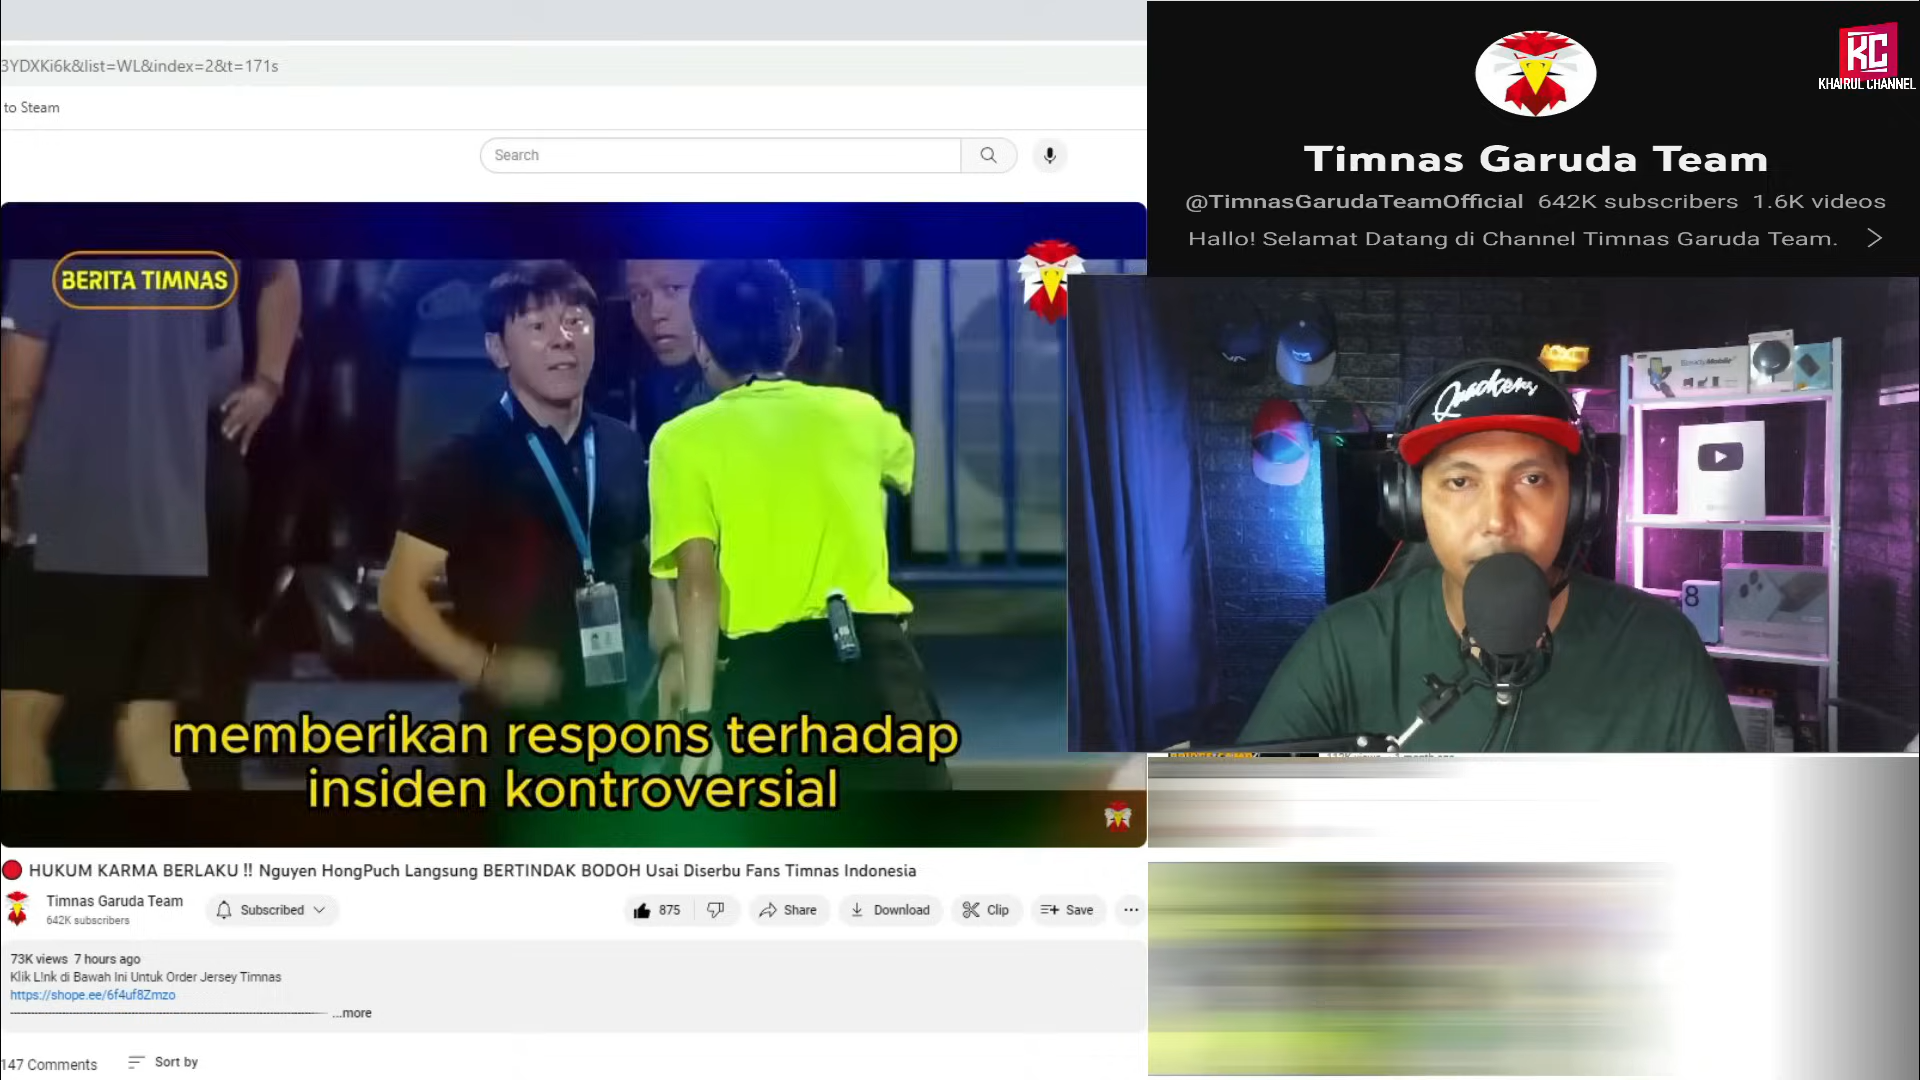 3YDXKi6k&list=WL&index=2&t=171s
to Steam
Search
BERITA TIMNAS
memberikan respons terhadap
insiden kontroversial
HUKUM KARMA BERLAKU !! Nguyen HongPuch Langsung BERTINDAK BODOH Usai Diserbu Fans Timnas Indonesia
Timnas Garuda Team
642K subscribers
Subscribed
875
Share
Download
Clip
Save
73K views 7 hours ago
Klik L!nk di Bawah Ini Untuk Order Jersey Timnas
https://shope.ee/6f4uf8Zmzo
...more
147 Comments
Sort by
KC
KHAIRUL CHANNEL
Timnas Garuda Team
@TimnasGarudaTeamOfficial 642K subscribers 1.6K videos
Hallo! Selamat Datang di Channel Timnas Garuda Team.
Quackers
8